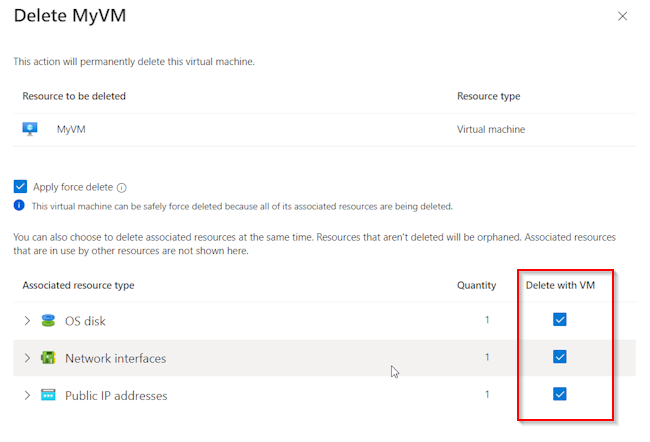 Delete MyVM
This action will permanently delete this virtual machine.
Resource to be deleted Resource type
MyVM Virtual machine
Apply force delete
This virtual machine can be safely force deleted because all of its associated resources are being deleted.
You can also choose to delete associated resources at the same time. Resources that aren't deleted will be orphaned. Associated resources
that are in use by other resources are not shown here.
Associated resource type Quantity Delete with VM
OS disk 1
Network interfaces 1
Public IP addresses 1